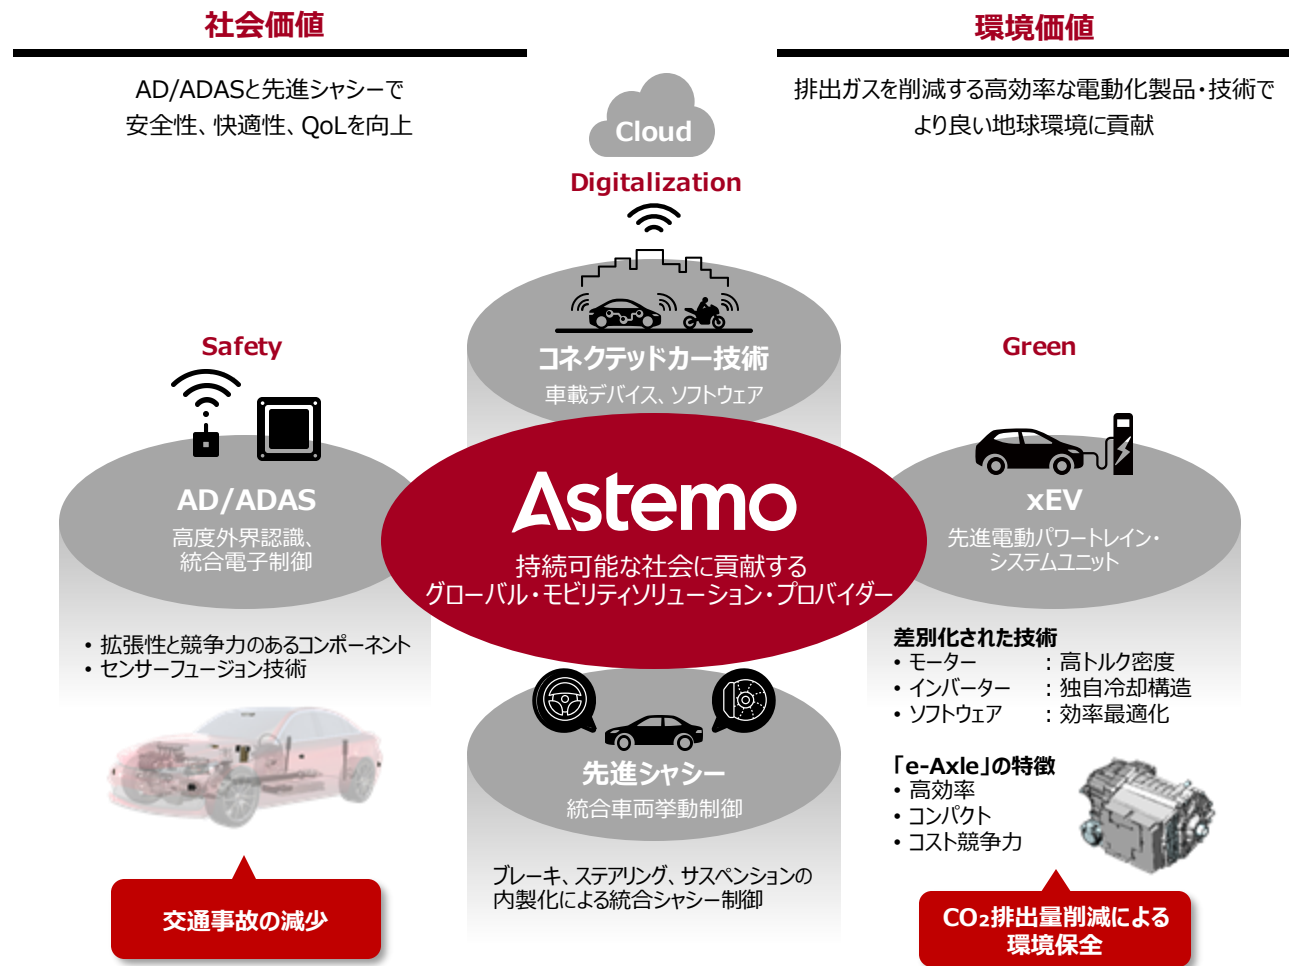 社会価値
AD/ADASと先進シャシーで
安全性、快適性、QoLを向上
環境価値
排出ガスを削減する高効率な電動化製品・技術で
より良い地球環境に貢献
Cloud
Digitalization
コネクテッドカー技術
車載デバイス、ソフトウェア
Safety
AD/ADAS
高度外界認識、
統合電子制御
・拡張性と競争力のあるコンポーネント
・センサーフュージョン技術
交通事故の減少
Astemo
持続可能な社会に貢献する
グローバル・モビリティソリューション・プロバイダー
先進シャシー
統合車両挙動制御
ブレーキ、ステアリング、サスペンションの
内製化による統合シャシー制御
Green
xEV
先進電動パワートレイン・
システムユニット
差別化された技術
・モーター　：高トルク密度
・インバーター　：独自冷却構造
・ソフトウェア　：効率最適化
「e-Axle」の特徴
・高効率
・コンパクト
・コスト競争力
CO₂排出量削減による
環境保全